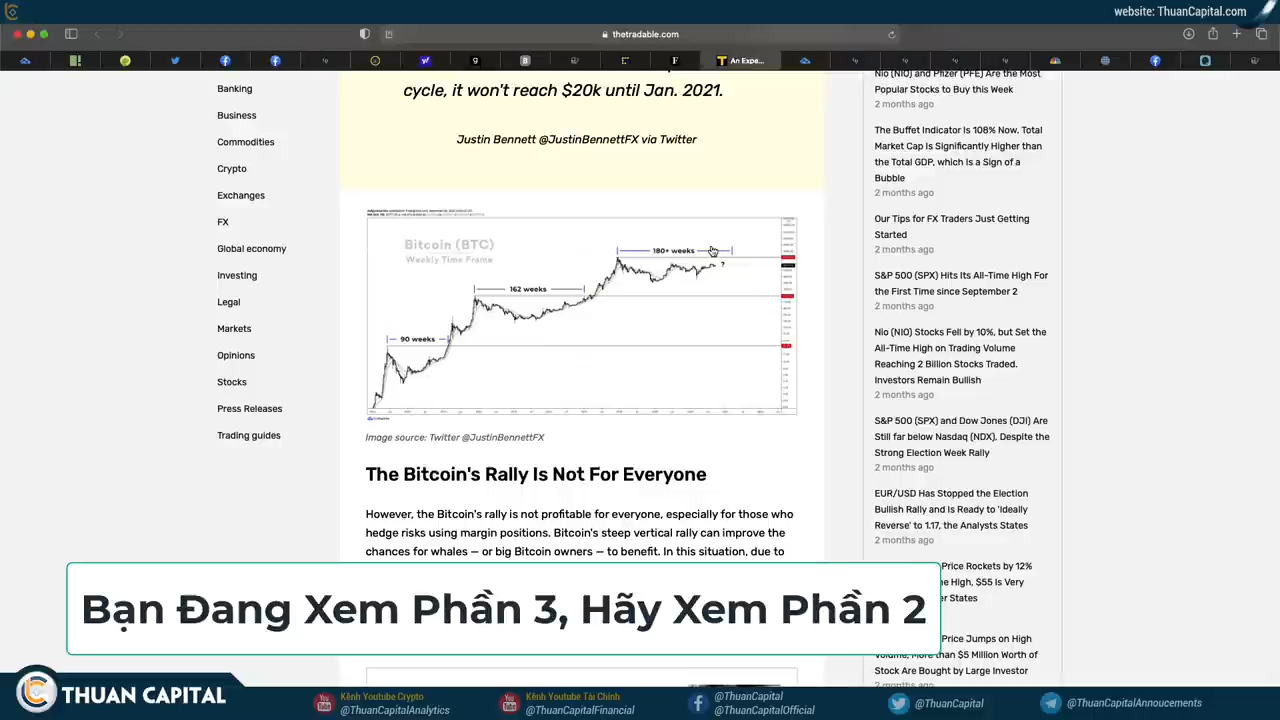 website: ThuanCapital.com
thetradable.com
An Expe...
Banking
Business
Commodities
Crypto
Exchanges
FX
Global economy
Investing
Legal
Markets
Opinions
Stocks
Press Releases
Trading guides
cycle, it won't reach $20k until Jan. 2021.
Justin Bennett @JustinBennettFX via Twitter
Bitcoin (BTC)
Weekly Time Frame
90 weeks
162 weeks
180+ weeks
?
Image source: Twitter @JustinBennettFX
The Bitcoin's Rally Is Not For Everyone
However, the Bitcoin's rally is not profitable for everyone, especially for those who
hedge risks using margin positions. Bitcoin's steep vertical rally can improve the
chances for whales — or big Bitcoin owners — to benefit. In this situation, due to
Nio (NIO) and Pfizer (PFE) Are the Most
Popular Stocks to Buy this Week
2 months ago
The Buffet Indicator Is 108% Now. Total
Market Cap Is Significantly Higher than
the Total GDP, which Is a Sign of a
Bubble
2 months ago
Our Tips for FX Traders Just Getting
Started
2 months ago
S&P 500 (SPX) Hits Its All-Time High For
the First Time since September 2
2 months ago
Nio (NIO) Stocks Fell by 10%, but Set the
All-Time High on Trading Volume
Reaching 2 Billion Stocks Traded.
Investors Remain Bullish
2 months ago
S&P 500 (SPX) and Dow Jones (DJI) Are
Still far below Nasdaq (NDX), Despite the
Strong Election Week Rally
2 months ago
EUR/USD Has Stopped the Election
Bullish Rally and Is Ready to 'Ideally
Reverse' to 1.17, the Analysts States
2 months ago
Price Rockets by 12%
High, $55 Is Very
States
Price Jumps on High
Volume, More than $5 Million Worth of
Stock Are Bought by Large Investor
2 months ago
Bạn Đang Xem Phần 3, Hãy Xem Phần 2
THUAN CAPITAL
Kênh Youtube Crypto
@ThuanCapitalAnalytics
Kênh Youtube Tài Chính
@ThuanCapitalFinancial
@ThuanCapital
@ThuanCapitalOfficial
@ThuanCapital
@ThuanCapitalAnnoucements